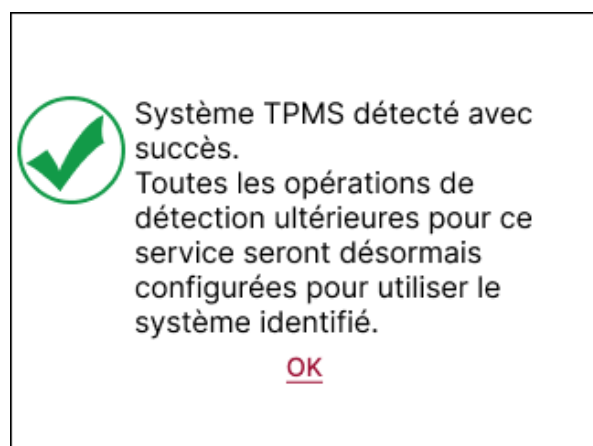 Système TPMS détecté avec
succès.
Toutes les opérations de
détection ultérieures pour ce
service seront désormais
configurées pour utiliser le
système identifié.
OK